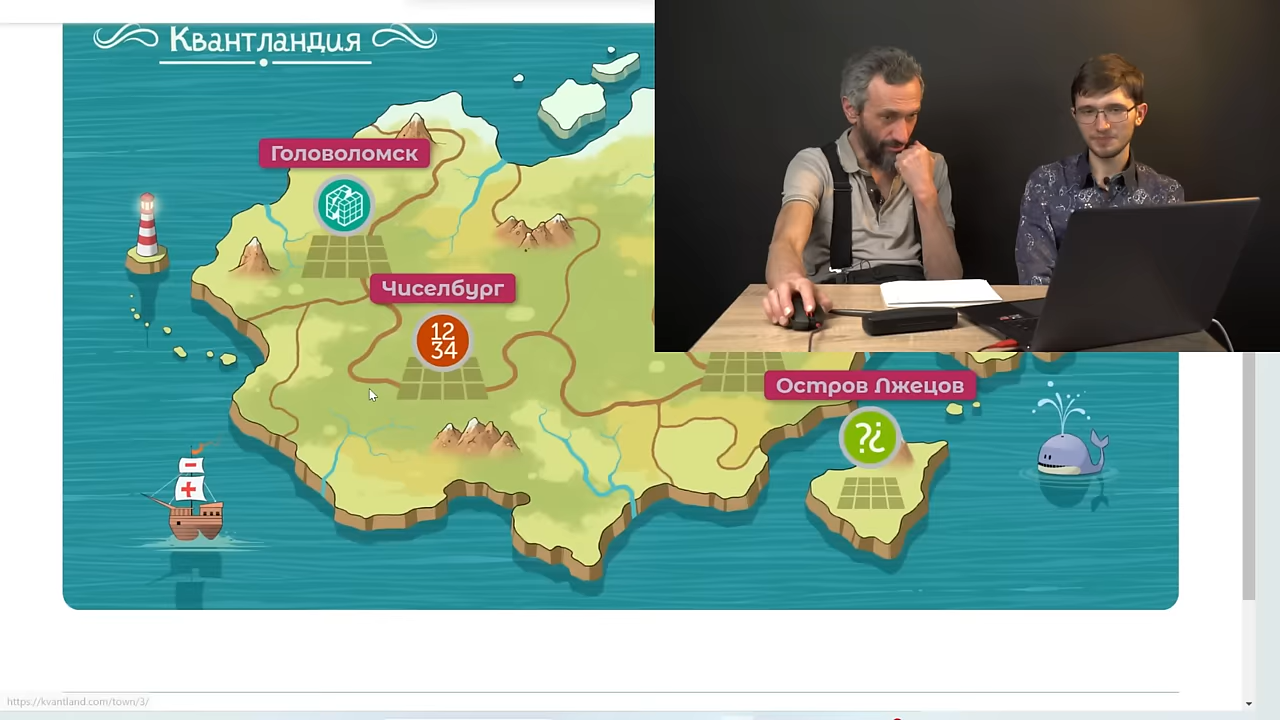 Квантландия
Головоломск
Чиселбург
12
34
Остров Лжецов
?¿
https://kvantland.com/town/3/